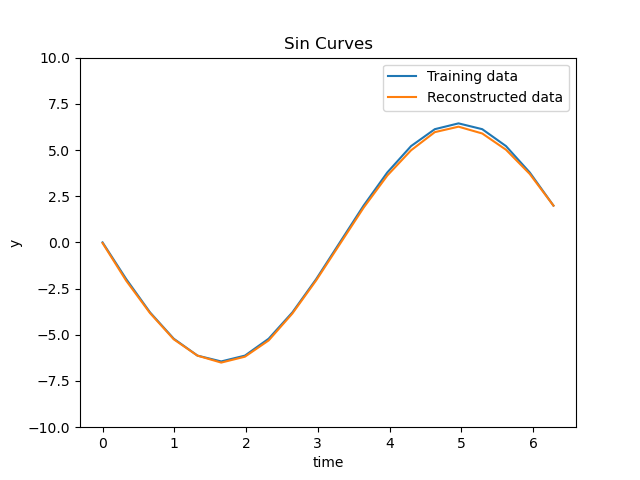 Sin Curves
Training data
Reconstructed data
10.0
7.5
5.0
2.5
0.0
−2.5
−5.0
−7.5
−10.0
y
0 1 2 3 4 5 6
time